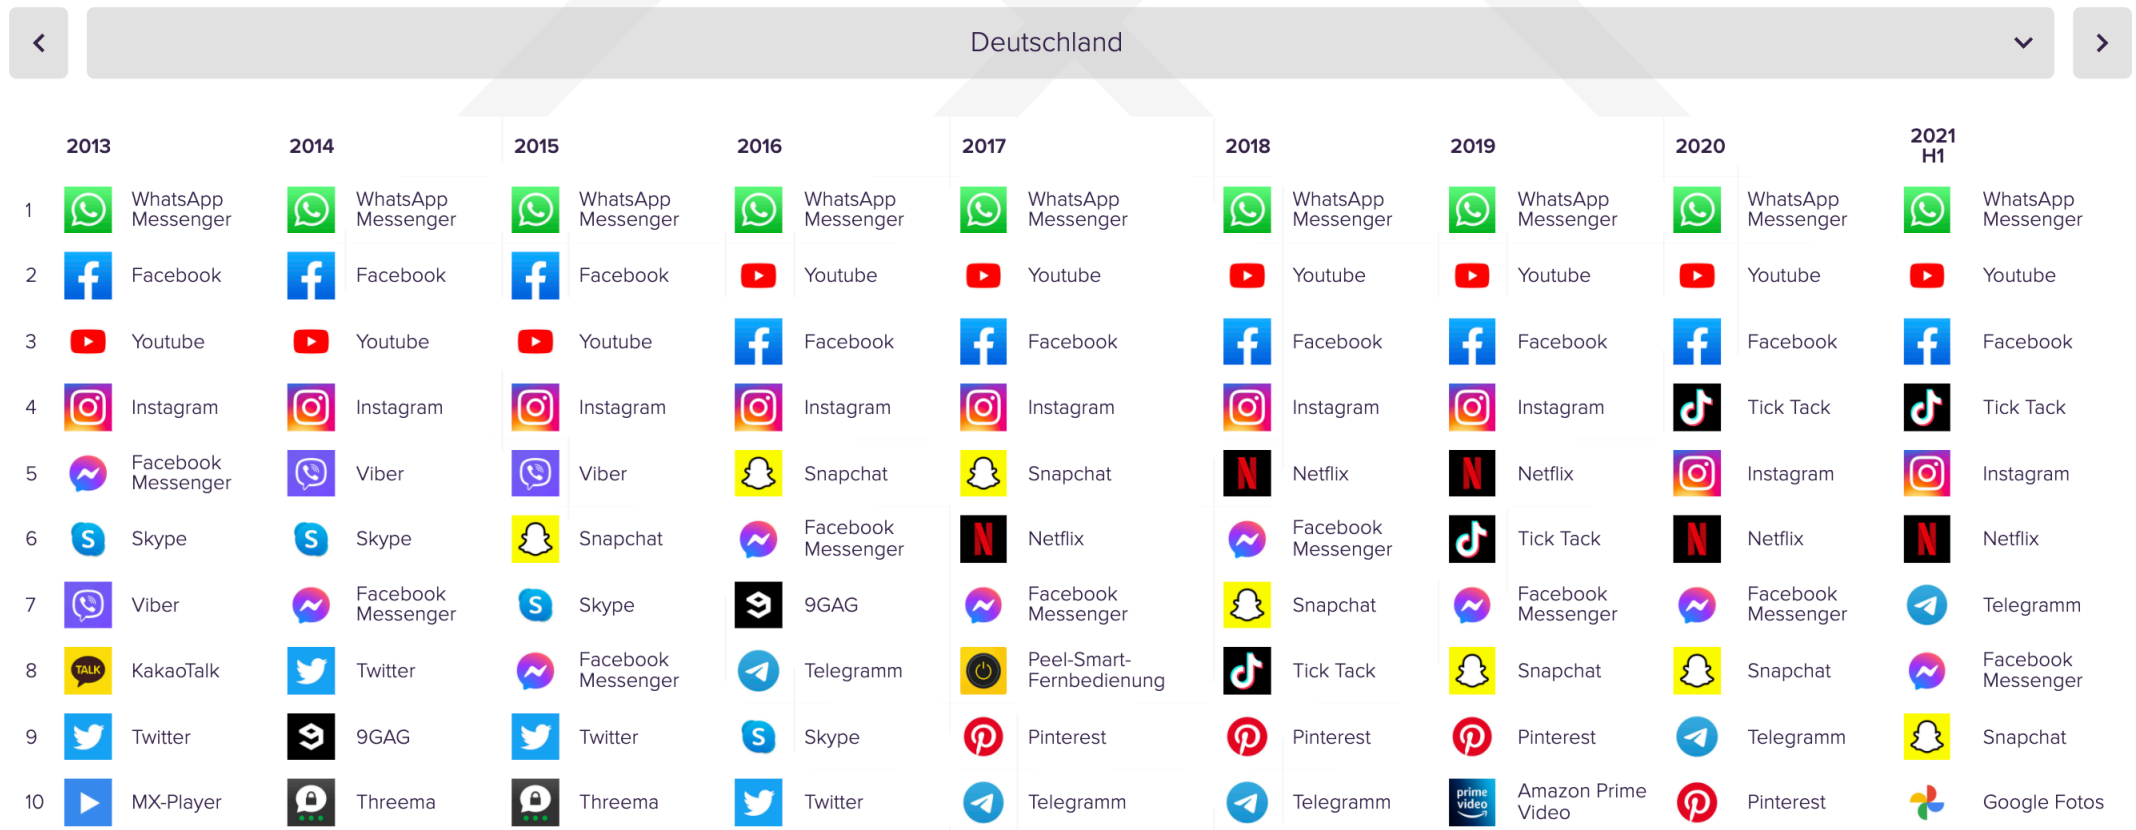 Deutschland
2013 2014 2015 2016 2017 2018 2019 2020 2021 H1
1 WhatsApp Messenger WhatsApp Messenger WhatsApp Messenger WhatsApp Messenger WhatsApp Messenger WhatsApp Messenger WhatsApp Messenger WhatsApp Messenger WhatsApp Messenger
2 Facebook Facebook Facebook Youtube Youtube Youtube Youtube Youtube Youtube
3 Youtube Youtube Youtube Facebook Facebook Facebook Facebook Facebook Facebook
4 Instagram Instagram Instagram Instagram Instagram Instagram Instagram Tick Tack Tick Tack
5 Facebook Messenger Viber Viber Snapchat Snapchat Netflix Netflix Instagram Instagram
6 Skype Skype Snapchat Facebook Messenger Netflix Facebook Messenger Tick Tack Netflix Netflix
7 Viber Facebook Messenger Skype 9GAG Facebook Messenger Snapchat Facebook Messenger Facebook Messenger Telegramm
8 TALK KakaoTalk Twitter Facebook Messenger Telegramm Peel-Smart-Fernbedienung Tick Tack Snapchat Snapchat Facebook Messenger
9 Twitter 9GAG Twitter Skype Pinterest Pinterest Pinterest Telegramm Snapchat
10 MX-Player Threema Threema Twitter Telegramm Telegramm prime video Amazon Prime Video Pinterest Google Fotos